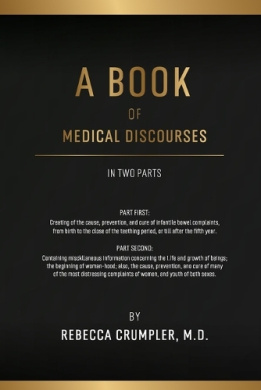 A BOOK
OF
MEDICAL DISCOURSES
IN TWO PARTS
PART FIRST:
Creating of the cause, prevention, and cure of infantile bowel complaints,
from birth to the close of the teething period, or till after the fifth year.
PART SECOND:
Containing miscellaneous information concerning the life and growth of beings;
the beginning of woman-hood; also, the cause, prevention, and cure of many
of the most distressing complaints of women, and youth of both sexes.
BY
REBECCA CRUMPLER, M.D.